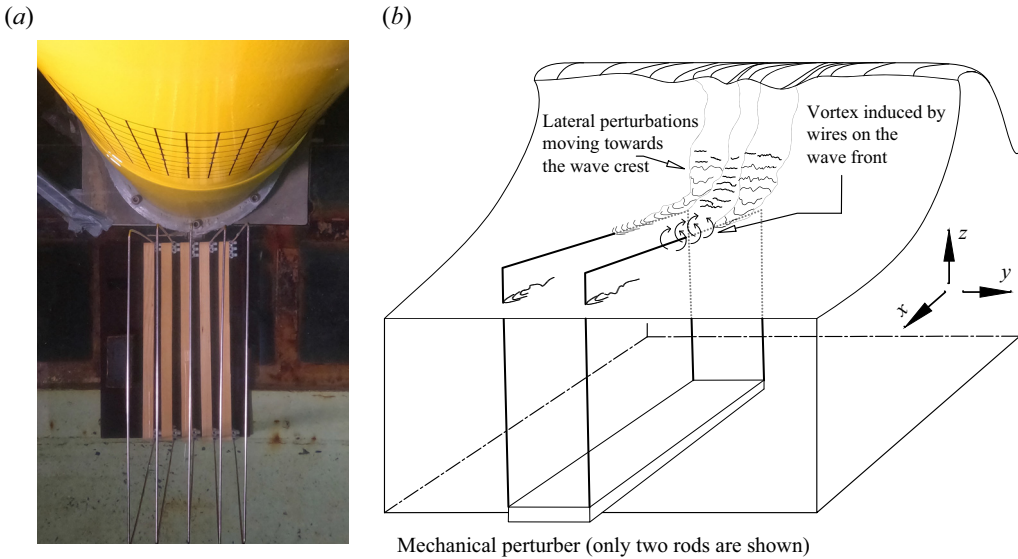 (a)
(b)
Lateral perturbations
moving towards
the wave crest
Vortex induced by
wires on the
wave front
z
y
x
Mechanical perturber (only two rods are shown)